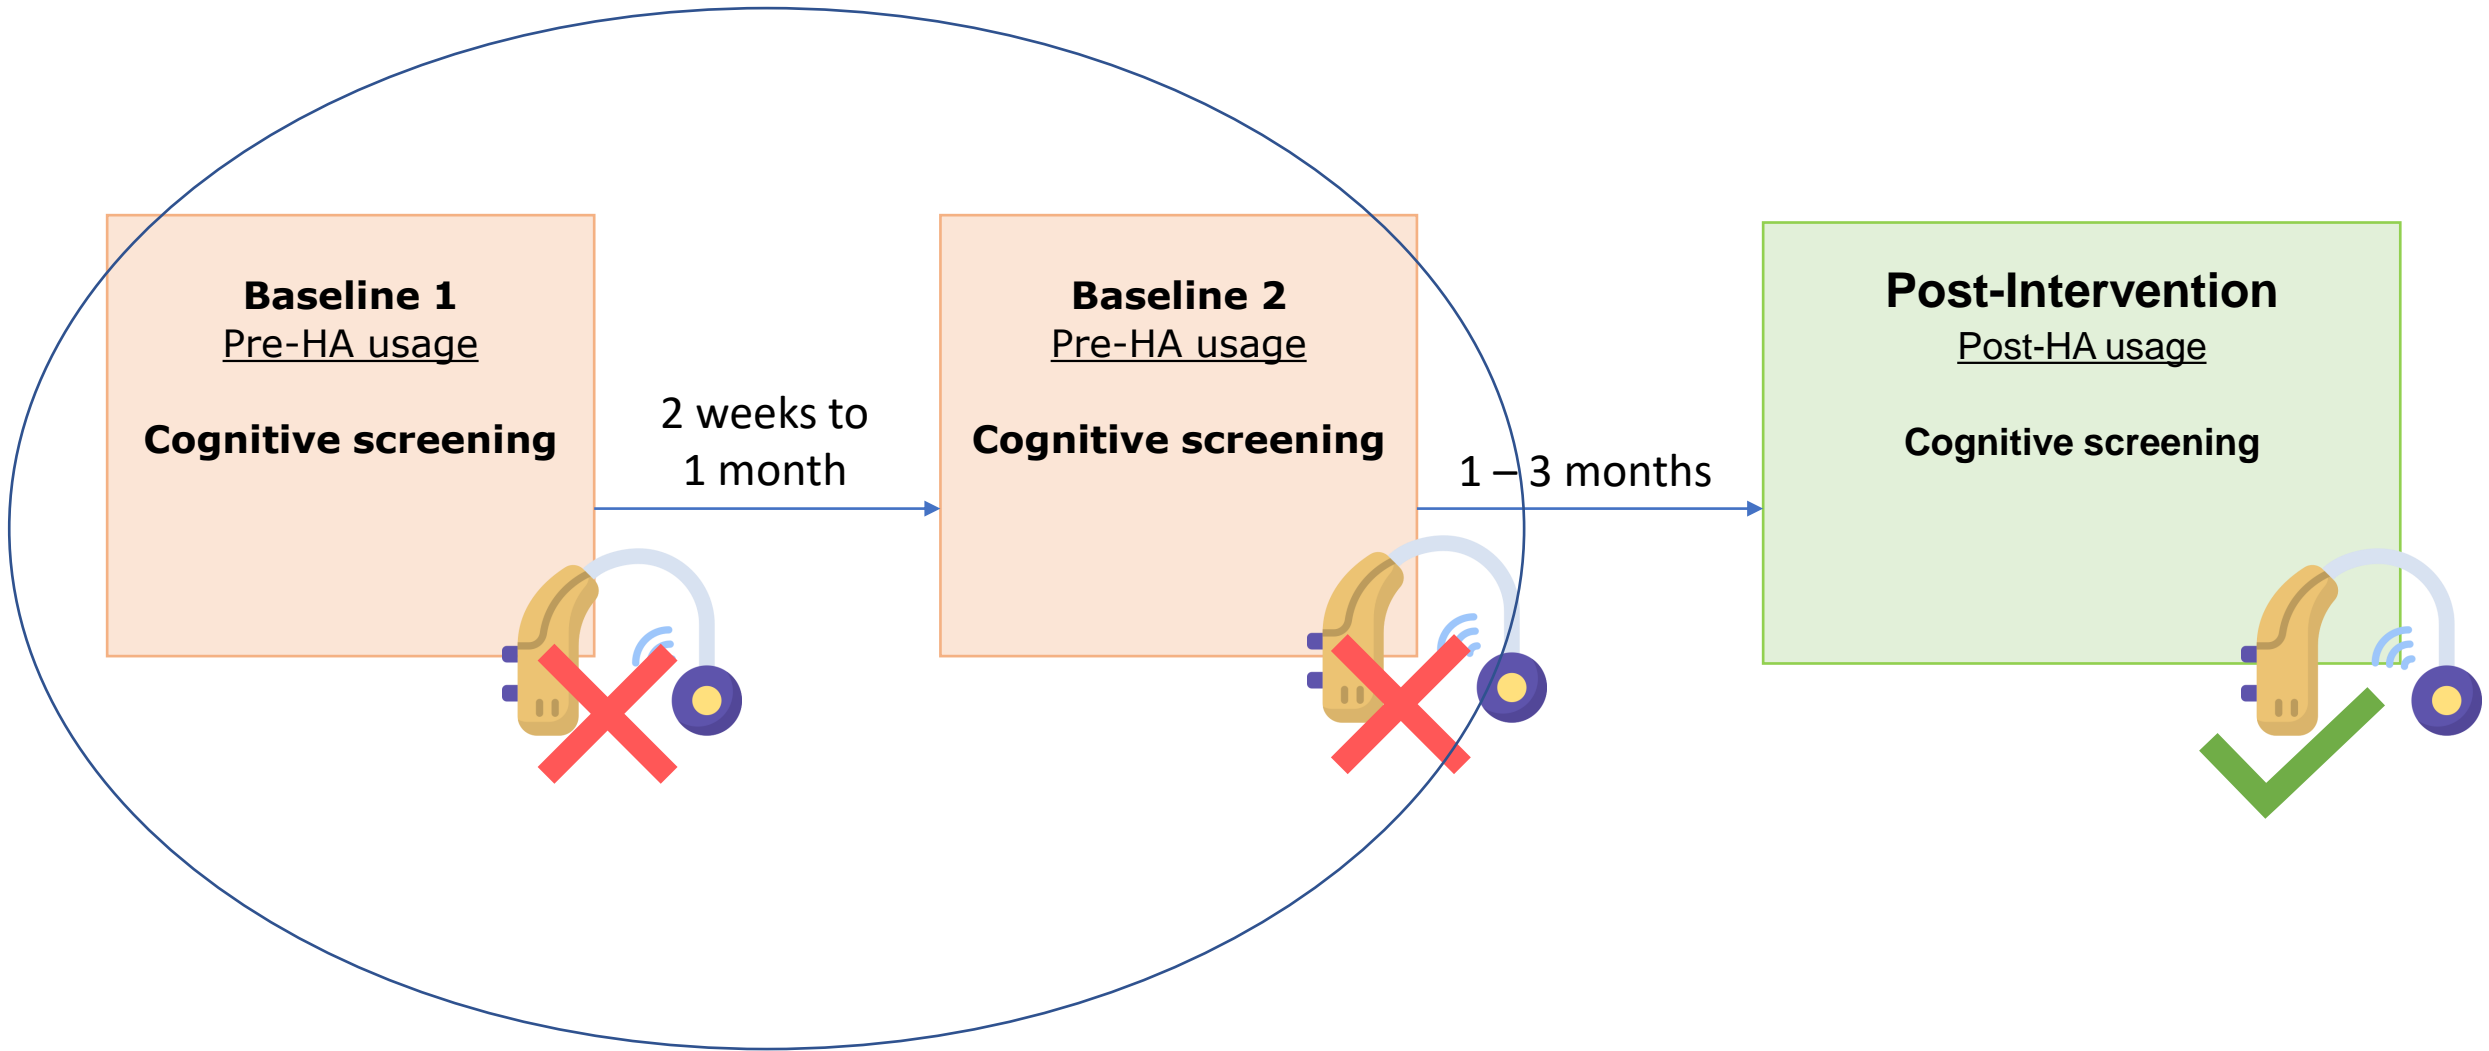 Baseline 1
Pre-HA usage
Cognitive screening
2 weeks to
1 month
Baseline 2
Pre-HA usage
Cognitive screening
1 – 3 months
Post-Intervention
Post-HA usage
Cognitive screening